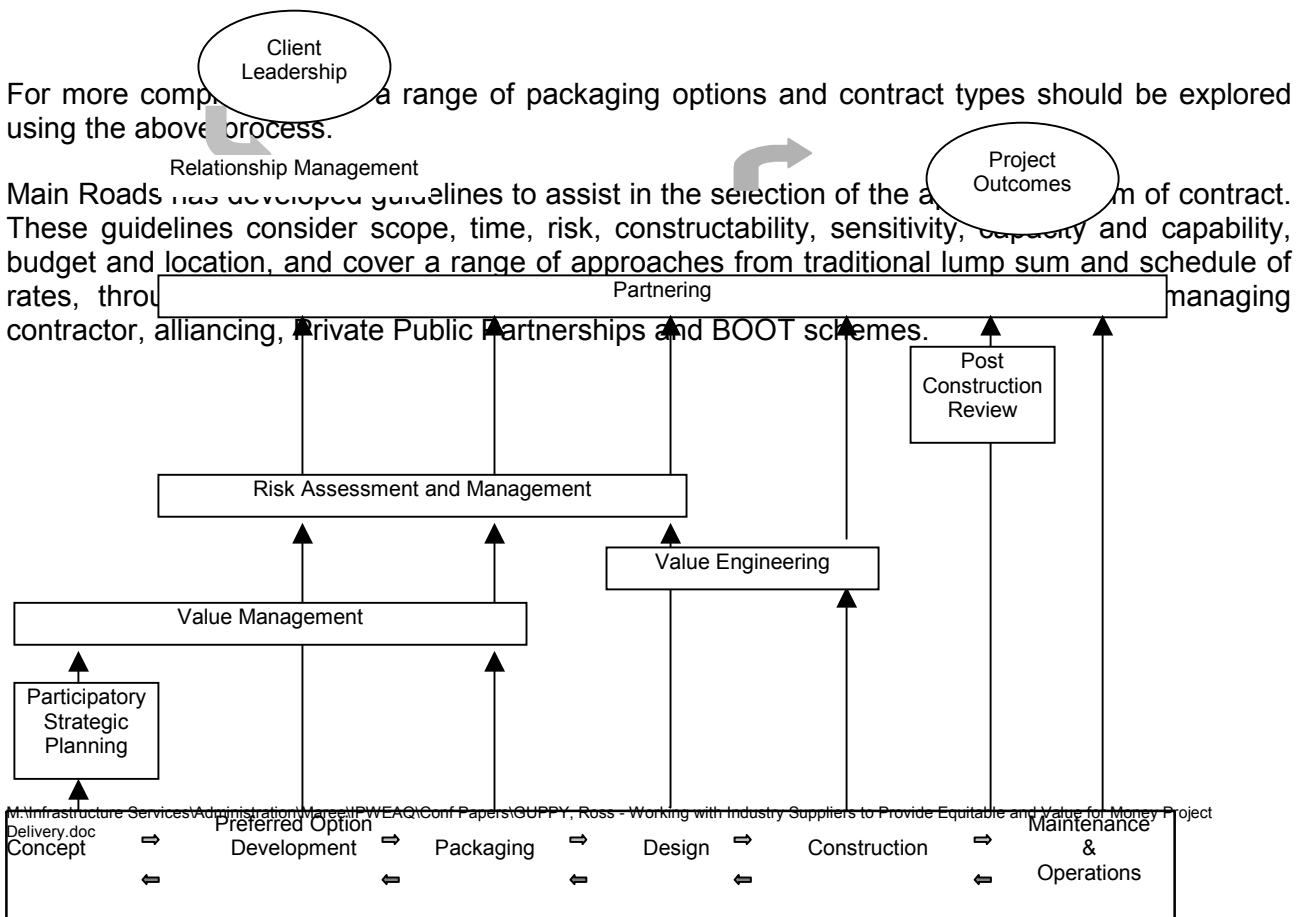 Client
Leadership
For more a range of packaging options and contract types should be explored
using the above process.
Relationship Management
Project
Outcomes
Main Roads has developed guidelines to assist in the selection of the of contract.
These guidelines consider scope, time, risk, constructability, sensitivity, capacity and capability,
budget and location, and cover a range of approaches from traditional lump sum and schedule of
rates, managing
contractor, alliancing, Private Public Partnerships and BOOT schemes.
Partnering
Post
Construction
Review
Risk Assessment and Management
Value Engineering
Value Management
Participatory
Strategic
Planning
M:\Infrastructure Services\Administration\Maree\IPWEAQ\Conf Papers\GUPPY, Ross - Working with Industry Suppliers to Provide Equitable and Value for Money Project
Delivery.doc
Concept
Preferred Option
Development
Packaging
Design
Construction
Maintenance
&
Operations